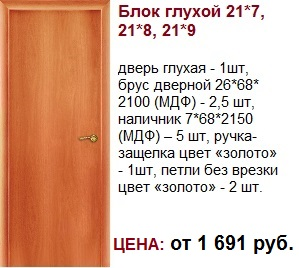 Блок глухой 21*7,
21*8, 21*9
дверь глухая - 1шт,
брус дверной 26*68*
2100 (МДФ) - 2,5 шт,
наличник 7*68*2150
(МДФ) – 5 шт, ручка-
защелка цвет «золото»
- 1шт, петли без врезки
цвет «золото» - 2 шт.
ЦЕНА: от 1 691 руб.